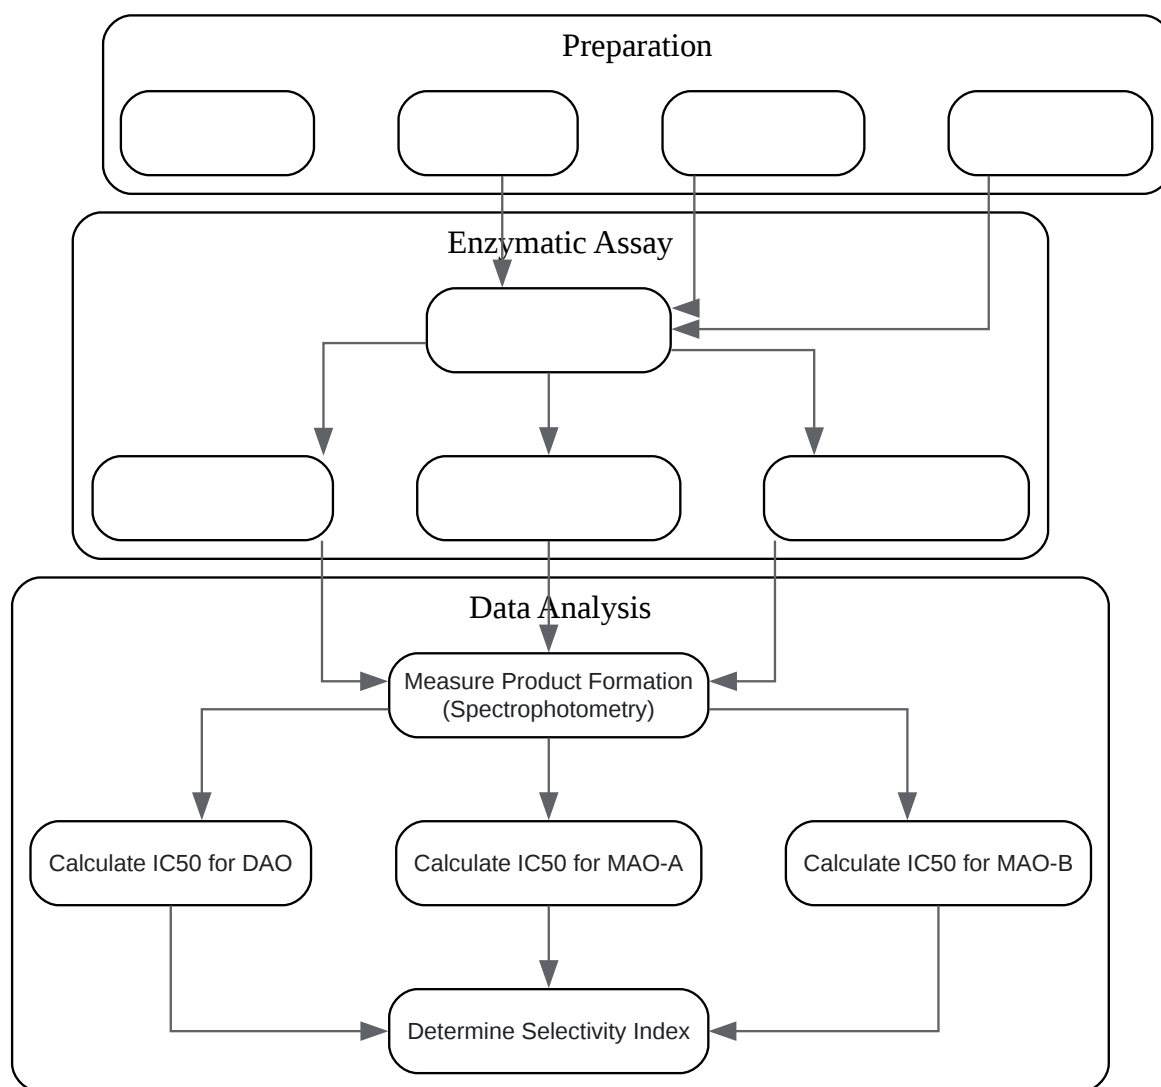 Preparation
Enzymatic Assay
Data Analysis
Measure Product Formation
(Spectrophotometry)
Calculate IC50 for DAO
Calculate IC50 for MAO-A
Calculate IC50 for MAO-B
Determine Selectivity Index